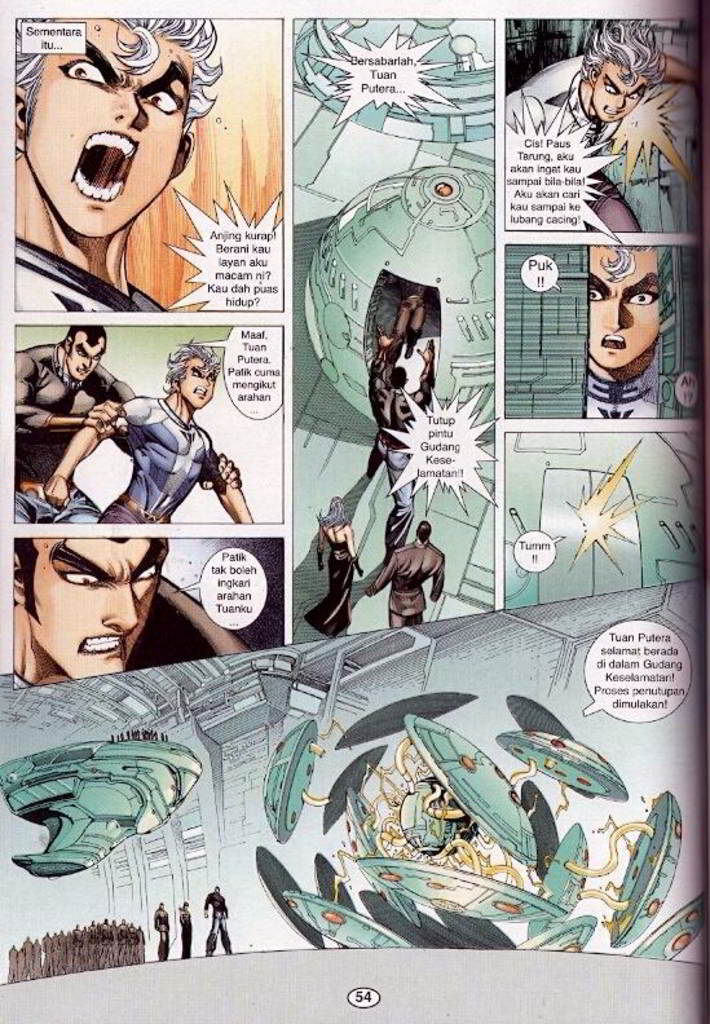 Sementara
itu...
Anjing kurap!
Berani kau
layan aku
macam ni?
Kau dah puas
hidup?
Maaf,
Tuan
Putera.
Patik cuma
mengikut
arahan
...
Patik
tak boleh
ingkari
arahan
Tuanku
...
Bersabarlah,
Tuan
Putera...
Tutup
pintu
Gudang
Kese-
lamatan!!
Cis! Paus
Tarung, aku
akan ingat kau
sampai bila-bila!
Aku akan cari
kau sampai ke
lubang cacing!
Puk
!!
Ah
!?
Tumm
!!
Tuan Putera
selamat berada
di dalam Gudang
Keselamatan!
Proses penutupan
dimulakan!
54